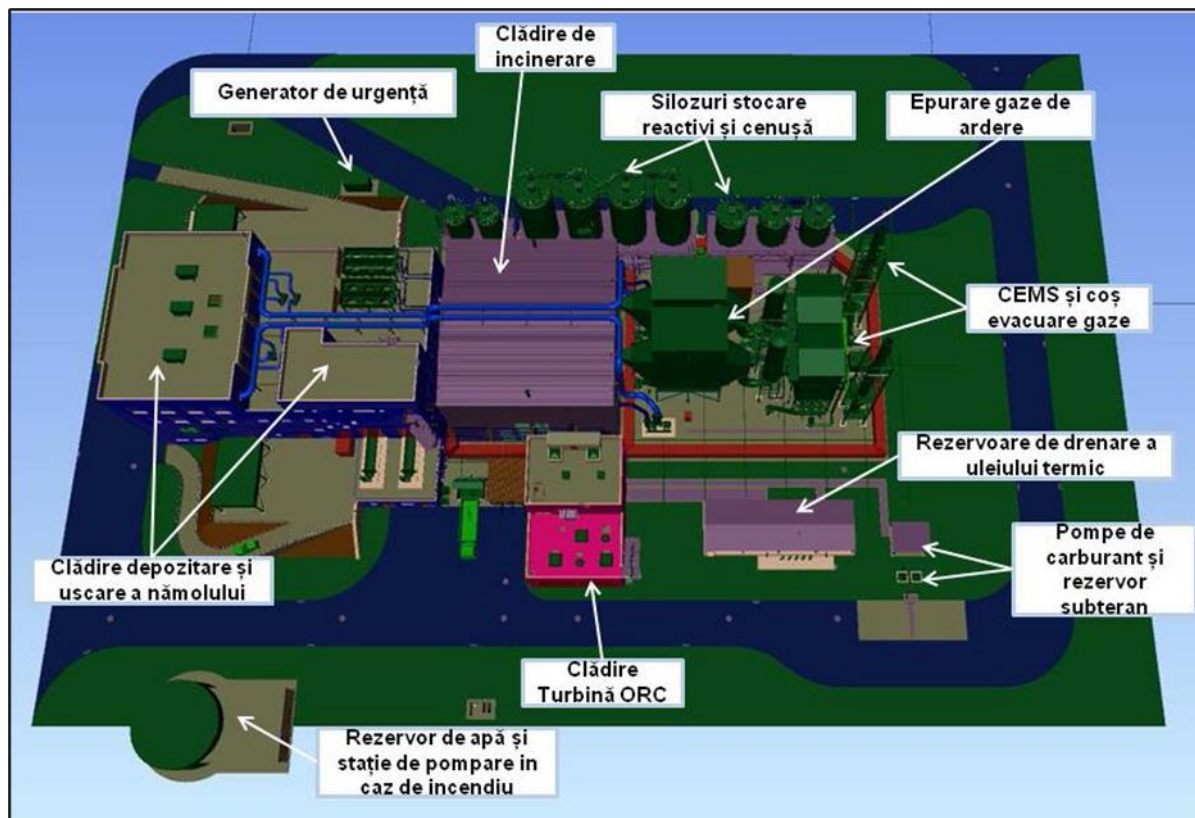 Clădire de
incinerare
Generator de urgență
Silozuri stocare
reactivi și cenușă
Epurare gaze de
ardere
CEMS și coș
evacuare gaze
Rezervoare de drenare a
uleiului termic
Pompe de
carburant și
rezervor
subteran
Clădire depozitare și
uscare a nămolului
Clădire
Turbină ORC
Rezervor de apă și
stație de pompare in
caz de incendiu